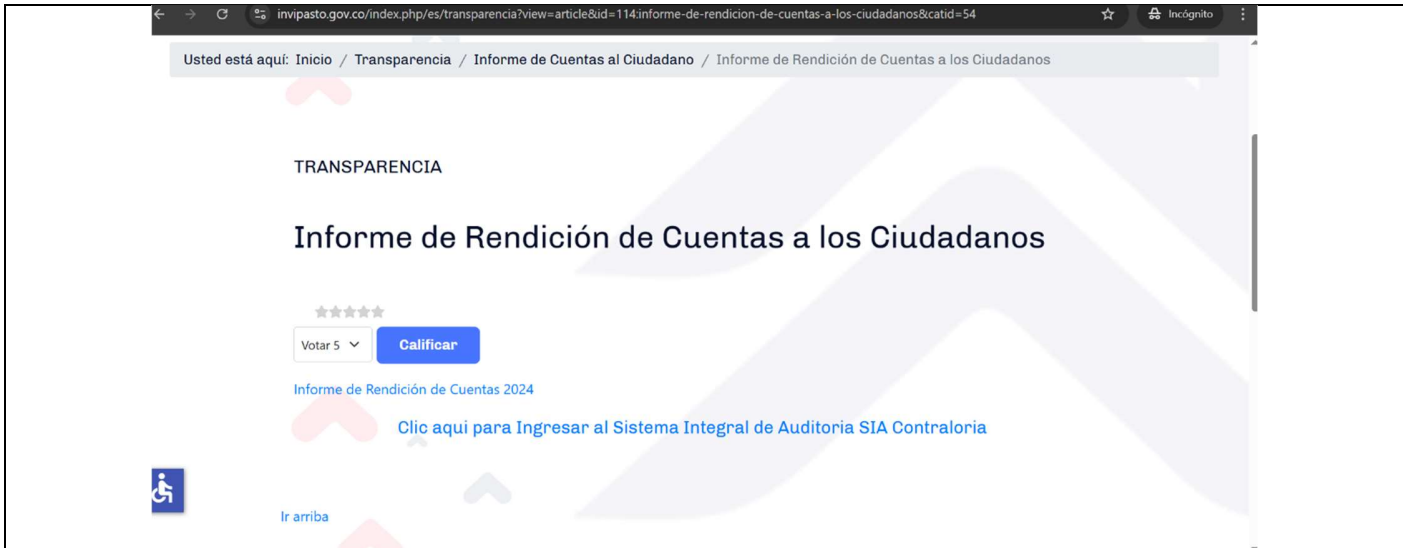 invipasto.gov.co/index.php/es/transparencia?view=article&id=114:informe-de-rendicion-de-cuentas-a-los-ciudadanos&catid=54 Incógnito
Usted está aquí: Inicio / Transparencia / Informe de Cuentas al Ciudadano / Informe de Rendición de Cuentas a los Ciudadanos
TRANSPARENCIA
Informe de Rendición de Cuentas a los Ciudadanos
Votar 5 Calificar
Informe de Rendición de Cuentas 2024
Clic aqui para Ingresar al Sistema Integral de Auditoria SIA Contraloria
Ir arriba